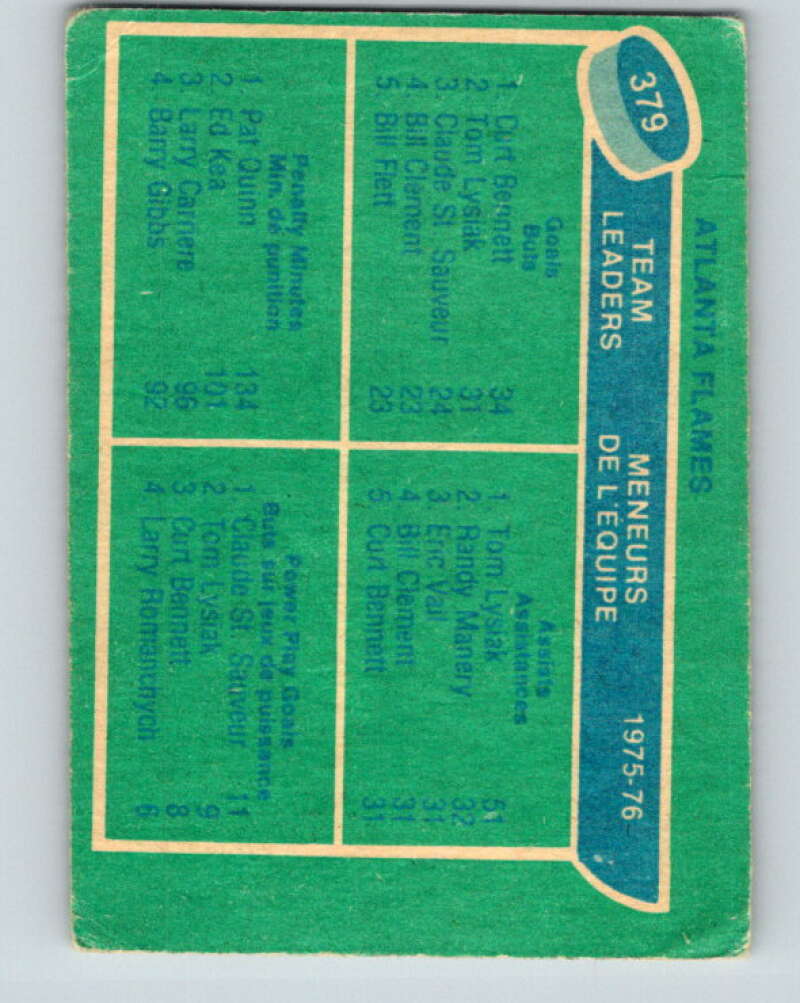 ATLANTA FLAMES
379
TEAM LEADERS
MENEURS DE L'ÉQUIPE
1975-76
Goals
Buts
1 Curt Bennett 34
2 Tom Lysiak 31
3 Claude St. Sauveur 24
4 Bill Clement 23
5 Bill Flett 23
Assists
Assistances
1 Tom Lysiak 51
2 Randy Manery 32
3 Eric Vail 31
4. Bill Clement 31
5 Curt Bennett 31
Penalty Minutes
Min. de punition
1. Pat Quinn 134
2. Ed Kea 101
3 Larry Carriere 96
4. Barry Gibbs 92
Power Play Goals
Buts sur jeux de puissance
1 Claude St. Sauveur 11
2 Tom Lysiak 9
3 Curt Bennett 8
4 Larry Romanchych 6